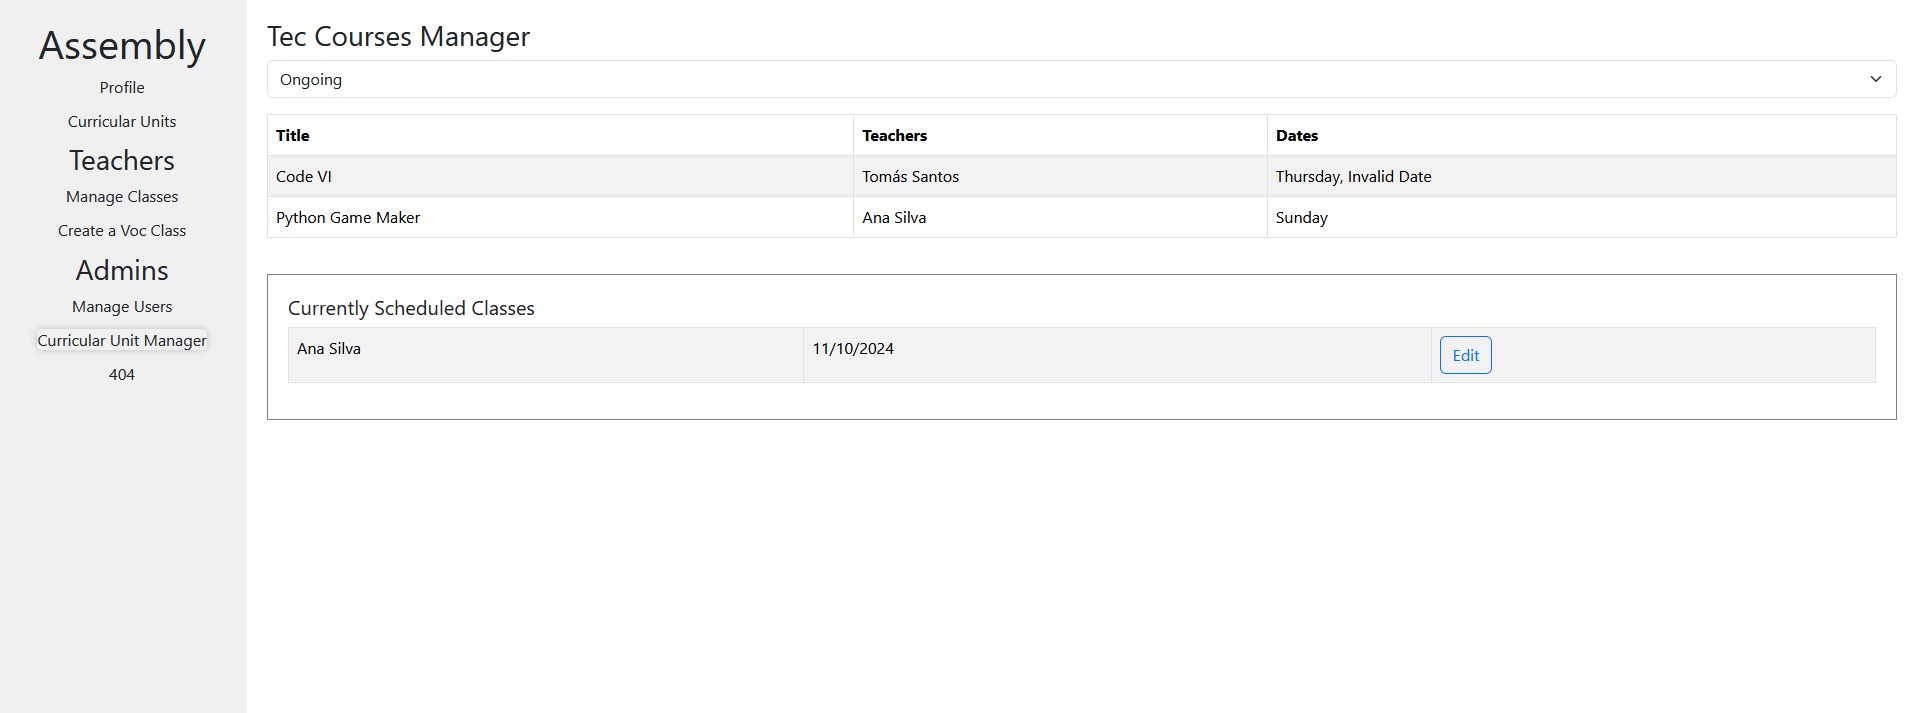 Assembly
Profile
Curricular Units
Teachers
Manage Classes
Create a Voc Class
Admins
Manage Users
Curricular Unit Manager
404
Tec Courses Manager
Ongoing
Title Teachers Dates
Code VI Tomás Santos Thursday, Invalid Date
Python Game Maker Ana Silva Sunday
Currently Scheduled Classes
Ana Silva 11/10/2024 Edit